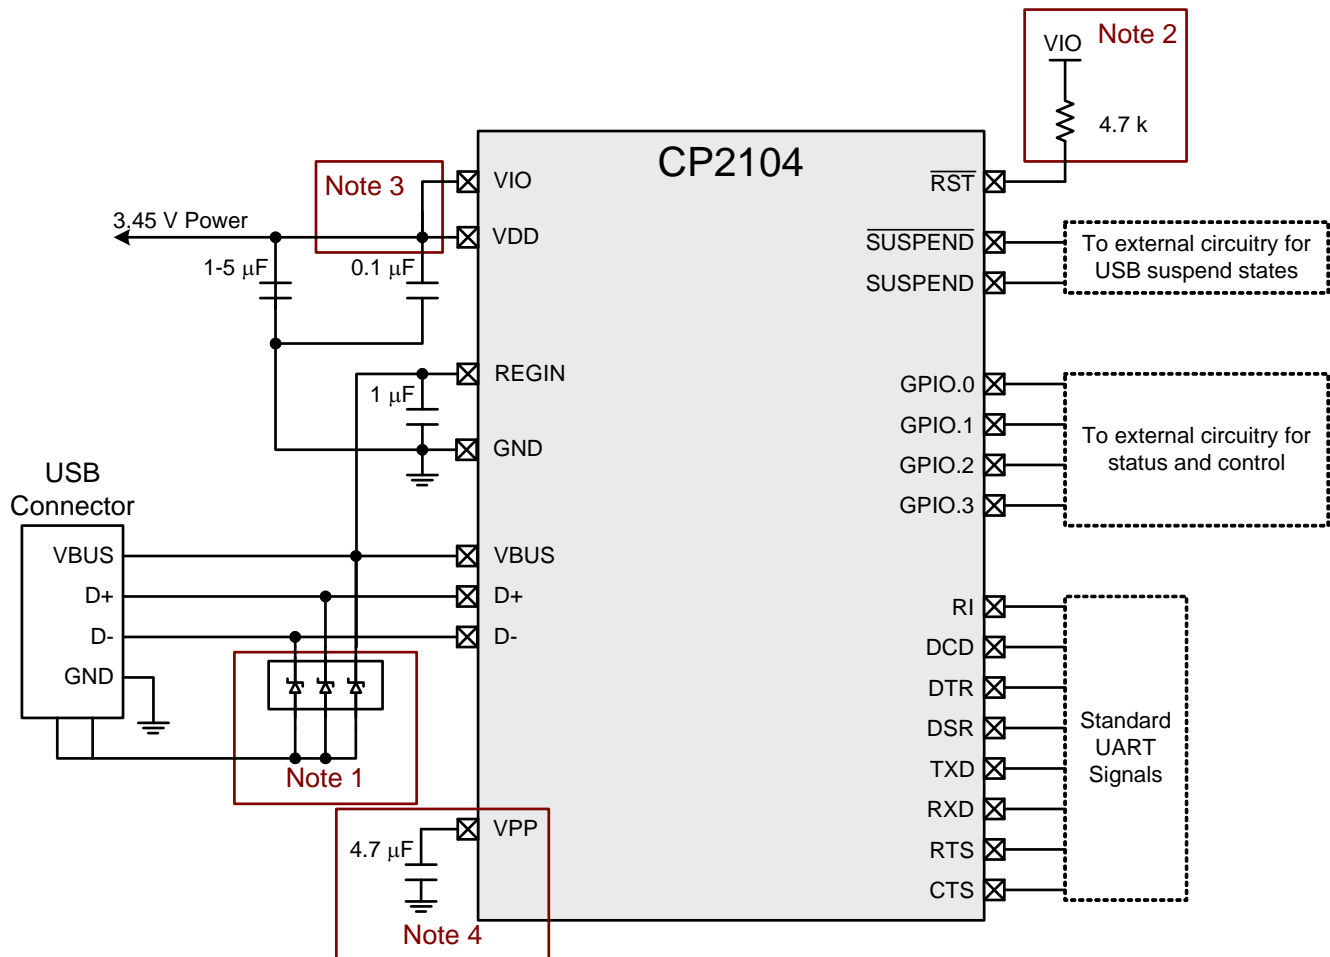 Note 2
VIO
4.7 k
CP2104
Note 3
VIO
RST
3.45 V Power
VDD
SUSPEND
To external circuitry for
USB suspend states
1-5 μF
0.1 μF
SUSPEND
REGIN
1 μF
GPIO.0
GPIO.1
GPIO.2
GPIO.3
To external circuitry for
status and control
GND
USB
Connector
VBUS
D+
D-
GND
VBUS
D+
D-
RI
DCD
DTR
DSR
TXD
RXD
RTS
CTS
Standard
UART
Signals
Note 1
VPP
4.7 μF
Note 4